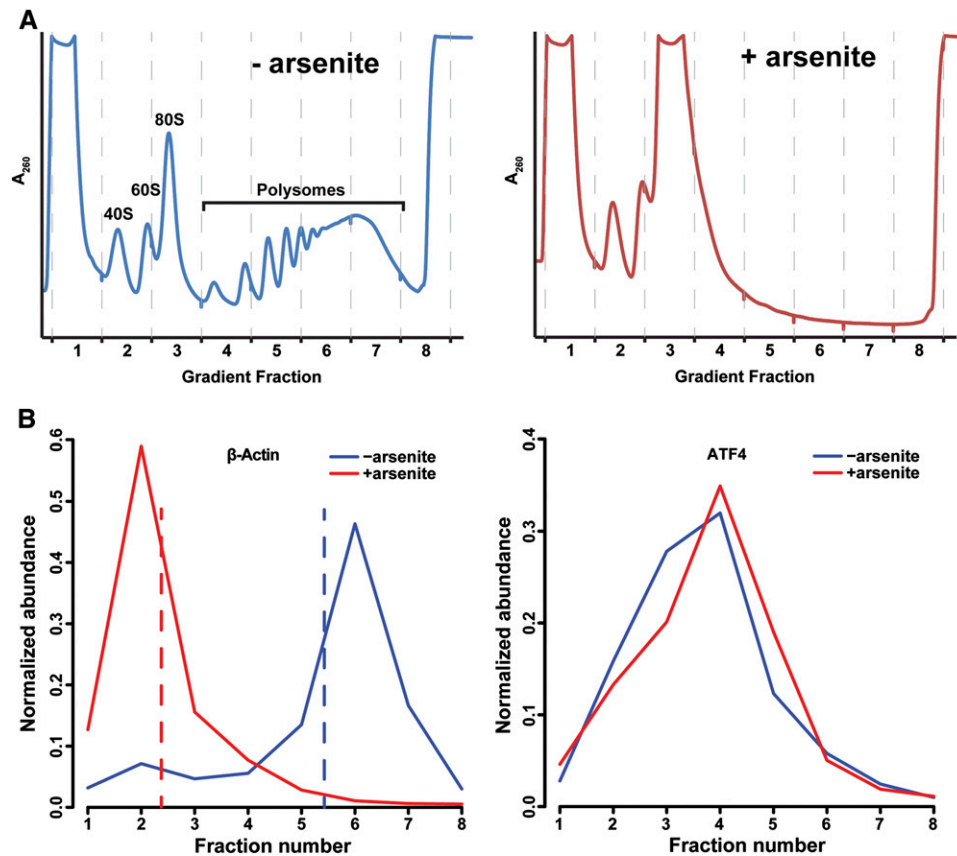 A
- arsenite
+ arsenite
80S
60S
40S
Polysomes
A260
A260
1 2 3 4 5 6 7 8
Gradient Fraction
1 2 3 4 5 6 7 8
Gradient Fraction
B
β-Actin
−arsenite
+arsenite
0.0 0.1 0.2 0.3 0.4 0.5 0.6
Normalized abundance
1 2 3 4 5 6 7 8
Fraction number
ATF4
−arsenite
+arsenite
0.0 0.1 0.2 0.3 0.4
Normalized abundance
1 2 3 4 5 6 7 8
Fraction number